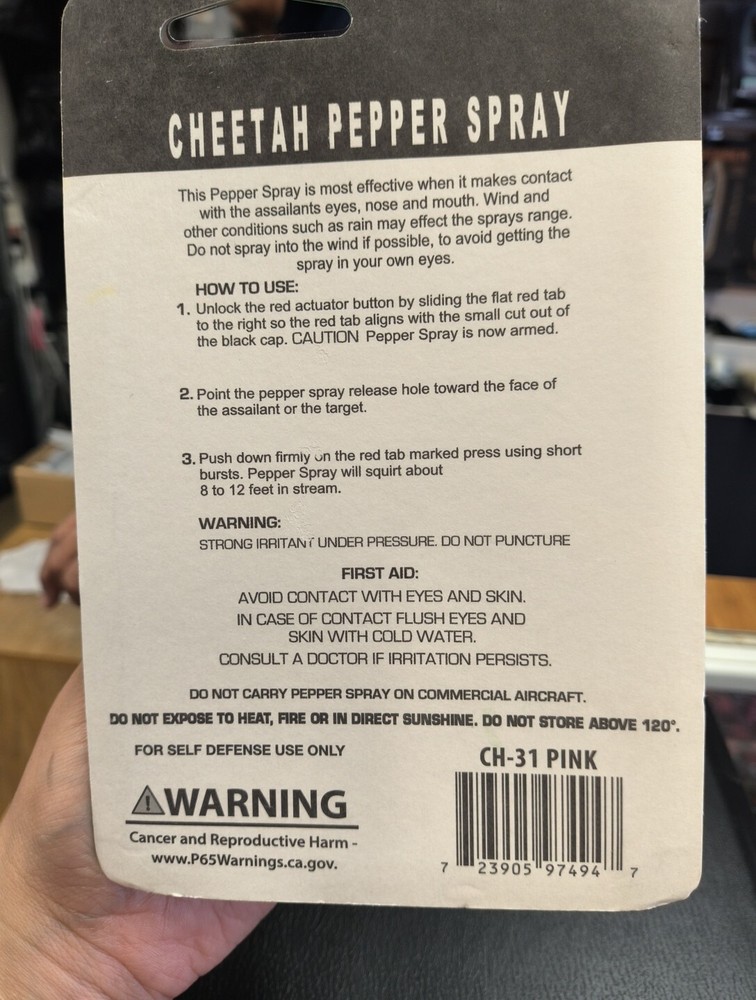 CHEETAH PEPPER SPRAY
This Pepper Spray is most effective when it makes contact
with the assailants eyes, nose and mouth. Wind and
other conditions such as rain may effect the sprays range.
Do not spray into the wind if possible, to avoid getting the
spray in your own eyes.
HOW TO USE:
1. Unlock the red actuator button by sliding the flat red tab
to the right so the red tab aligns with the small cut out of
the black cap. CAUTION Pepper Spray is now armed.
2. Point the pepper spray release hole toward the face of
the assailant or the target.
3. Push down firmly on the red tab marked press using short
bursts. Pepper Spray will squirt about
8 to 12 feet in stream.
WARNING:
STRONG IRRITANT UNDER PRESSURE. DO NOT PUNCTURE
FIRST AID:
AVOID CONTACT WITH EYES AND SKIN.
IN CASE OF CONTACT FLUSH EYES AND
SKIN WITH COLD WATER.
CONSULT A DOCTOR IF IRRITATION PERSISTS.
DO NOT CARRY PEPPER SPRAY ON COMMERCIAL AIRCRAFT.
DO NOT EXPOSE TO HEAT, FIRE OR IN DIRECT SUNSHINE. DO NOT STORE ABOVE 120°.
FOR SELF DEFENSE USE ONLY
WARNING
Cancer and Reproductive Harm -
www.P65Warnings.ca.gov.
CH-31 PINK
7 23905 97494 7